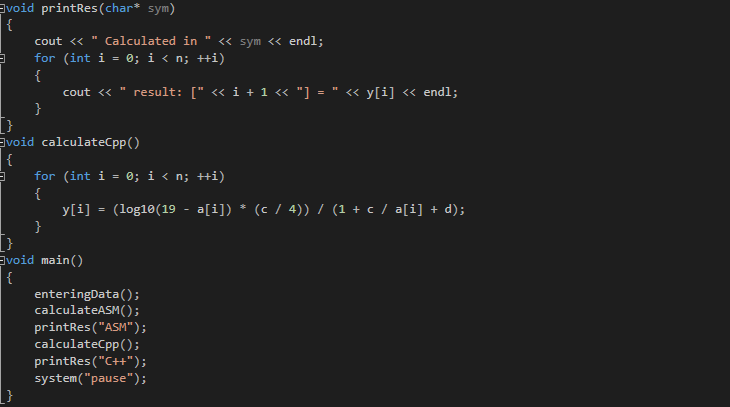 void printRes(char* sym)
{
    cout << " Calculated in " << sym << endl;
    for (int i = 0; i < n; ++i)
    {
        cout << " result: [" << i + 1 << "] = " << y[i] << endl;
    }
}
void calculateCpp()
{
    for (int i = 0; i < n; ++i)
    {
        y[i] = (log10(19 - a[i]) * (c / 4)) / (1 + c / a[i] + d);
    }
}
void main()
{
    enteringData();
    calculateASM();
    printRes("ASM");
    calculateCpp();
    printRes("C++");
    system("pause");
}